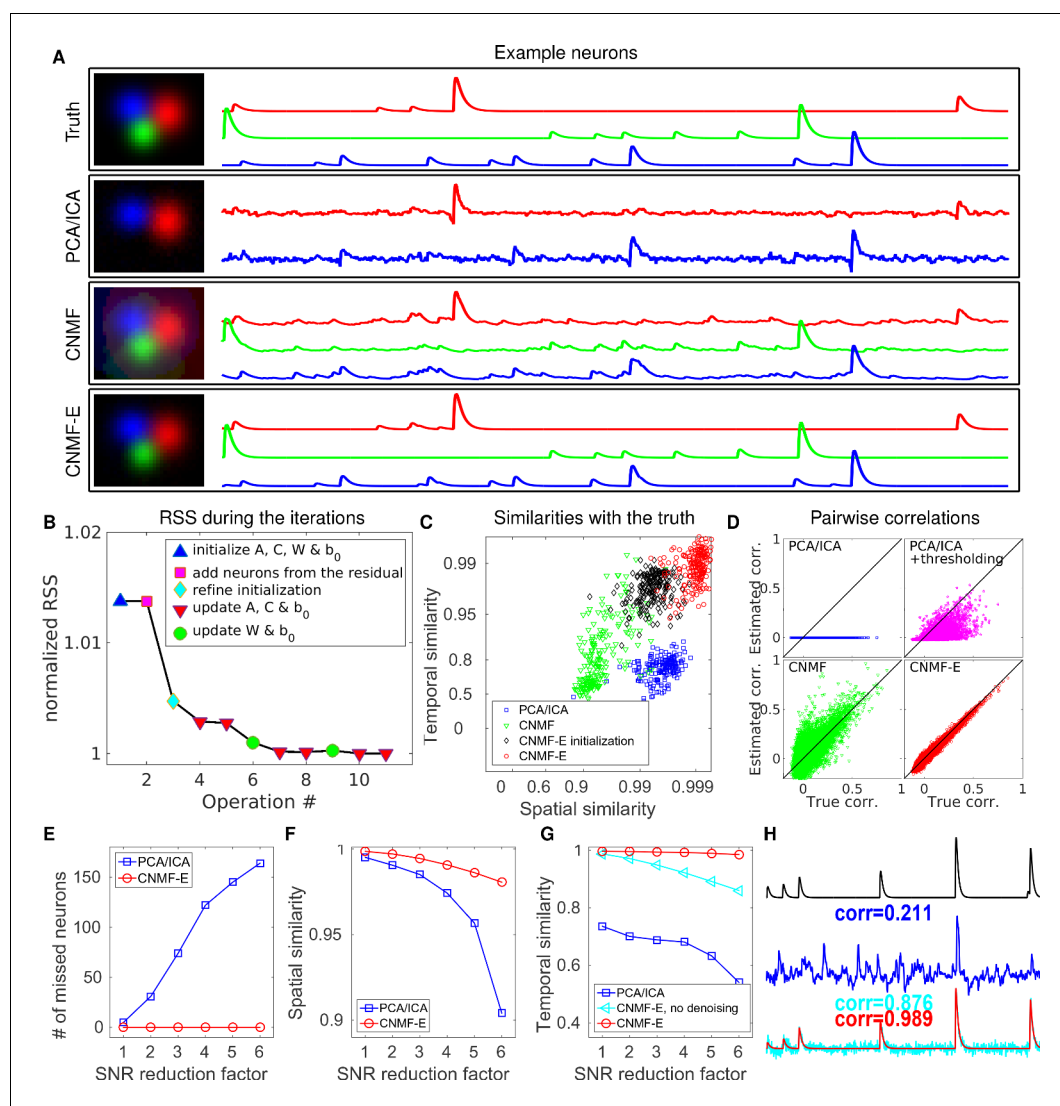 Example neurons
A
Truth
PCA/ICA
CNMF
CNMF-E
B
RSS during the iterations
normalized RSS
1.02
1.01
1
2
4
6
8
10
Operation #
initialize A, C, W & b0
add neurons from the residual
refine initialization
update A, C & b0
update W & b0
C
Similarities with the truth
Temporal similarity
0.99
0.95
0.8
0.5
0
0
0.6
0.9
0.99
0.999
Spatial similarity
PCA/ICA
CNMF
CNMF-E initialization
CNMF-E
D
Pairwise correlations
Estimated corr.
1
0.5
0
PCA/ICA
PCA/ICA
+thresholding
Estimated corr.
1
0.5
0
CNMF
CNMF-E
0
0.5
1
True corr.
0
0.5
1
True corr.
E
# of missed neurons
150
100
50
0
PCA/ICA
CNMF-E
1
2
3
4
5
6
SNR reduction factor
F
Spatial similarity
1
0.95
0.9
PCA/ICA
CNMF-E
1
2
3
4
5
6
SNR reduction factor
G
Temporal similarity
1
0.8
0.6
0.4
PCA/ICA
CNMF-E, no denoising
CNMF-E
1
2
3
4
5
6
SNR reduction factor
H
corr=0.211
corr=0.876
corr=0.989